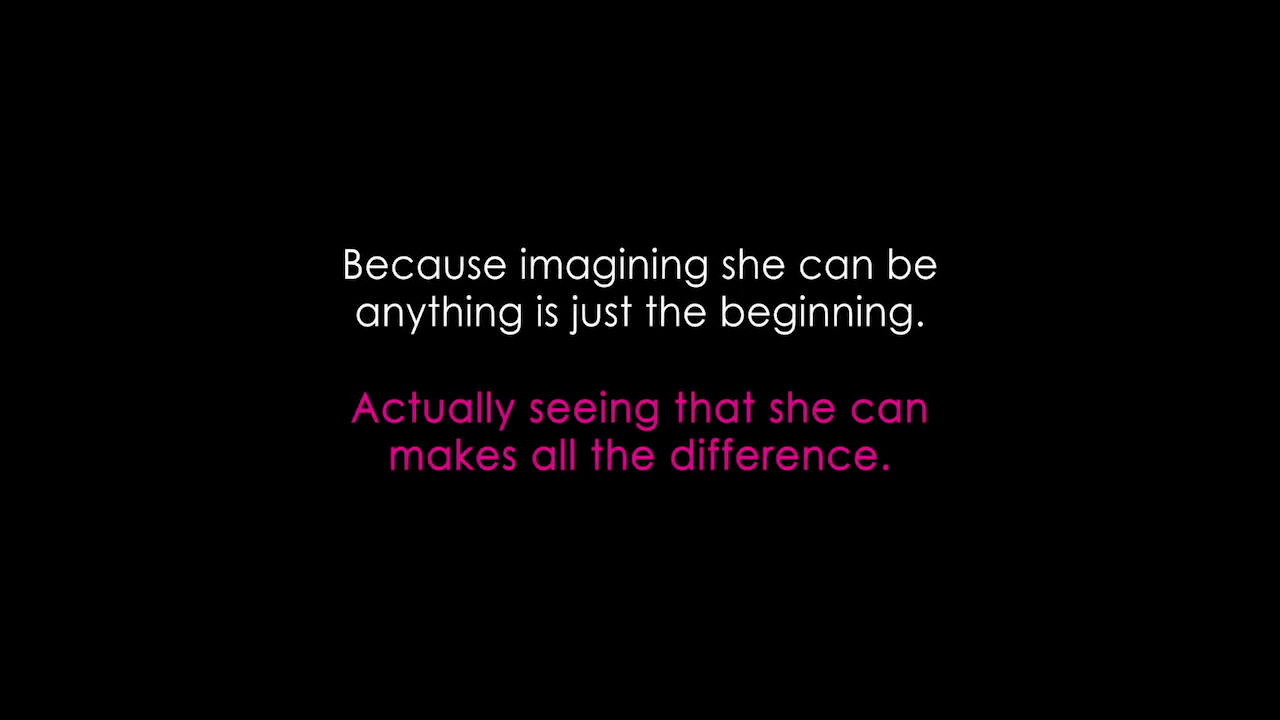 Because imagining she can be
anything is just the beginning.
Actually seeing that she can
makes all the difference.